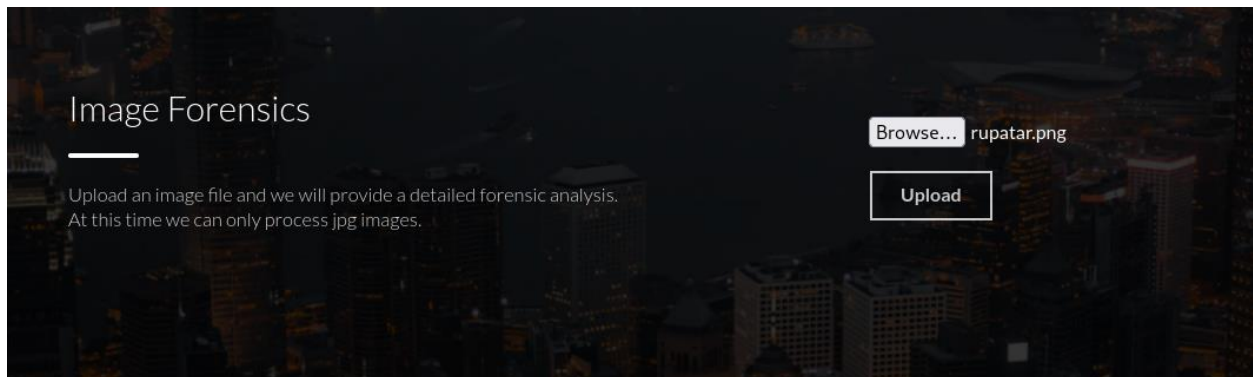 Image Forensics
Browse... rupatar.png
Upload an image file and we will provide a detailed forensic analysis.
At this time we can only process jpg images.
Upload